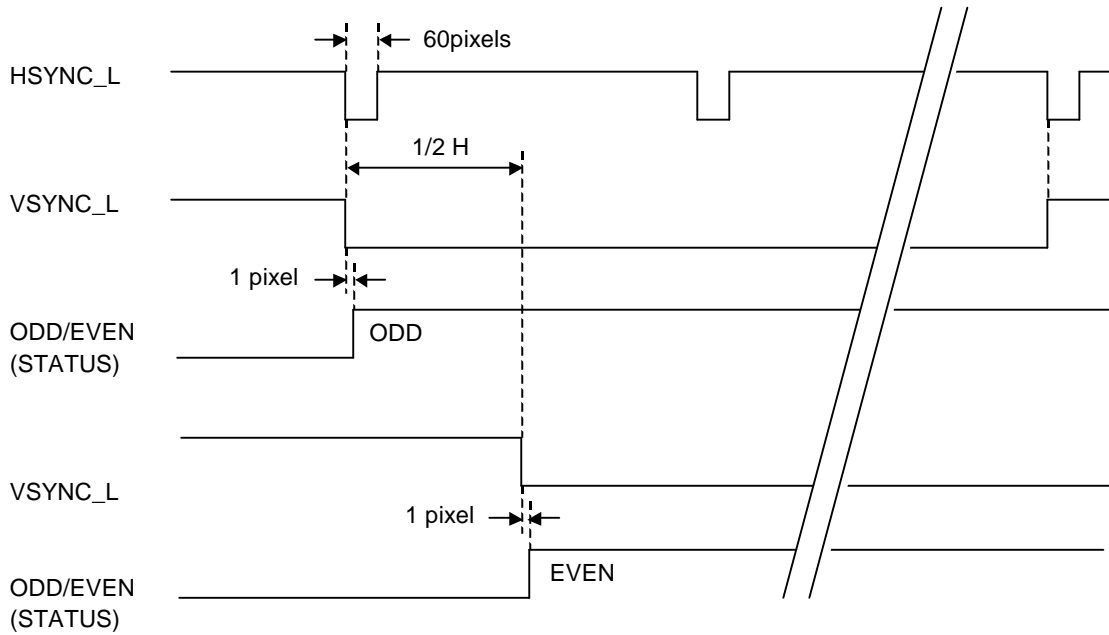 60pixels
HSYNC_L
1/2 H
VSYNC_L
1 pixel
ODD/EVEN
(STATUS)
ODD
VSYNC_L
1 pixel
EVEN
ODD/EVEN
(STATUS)